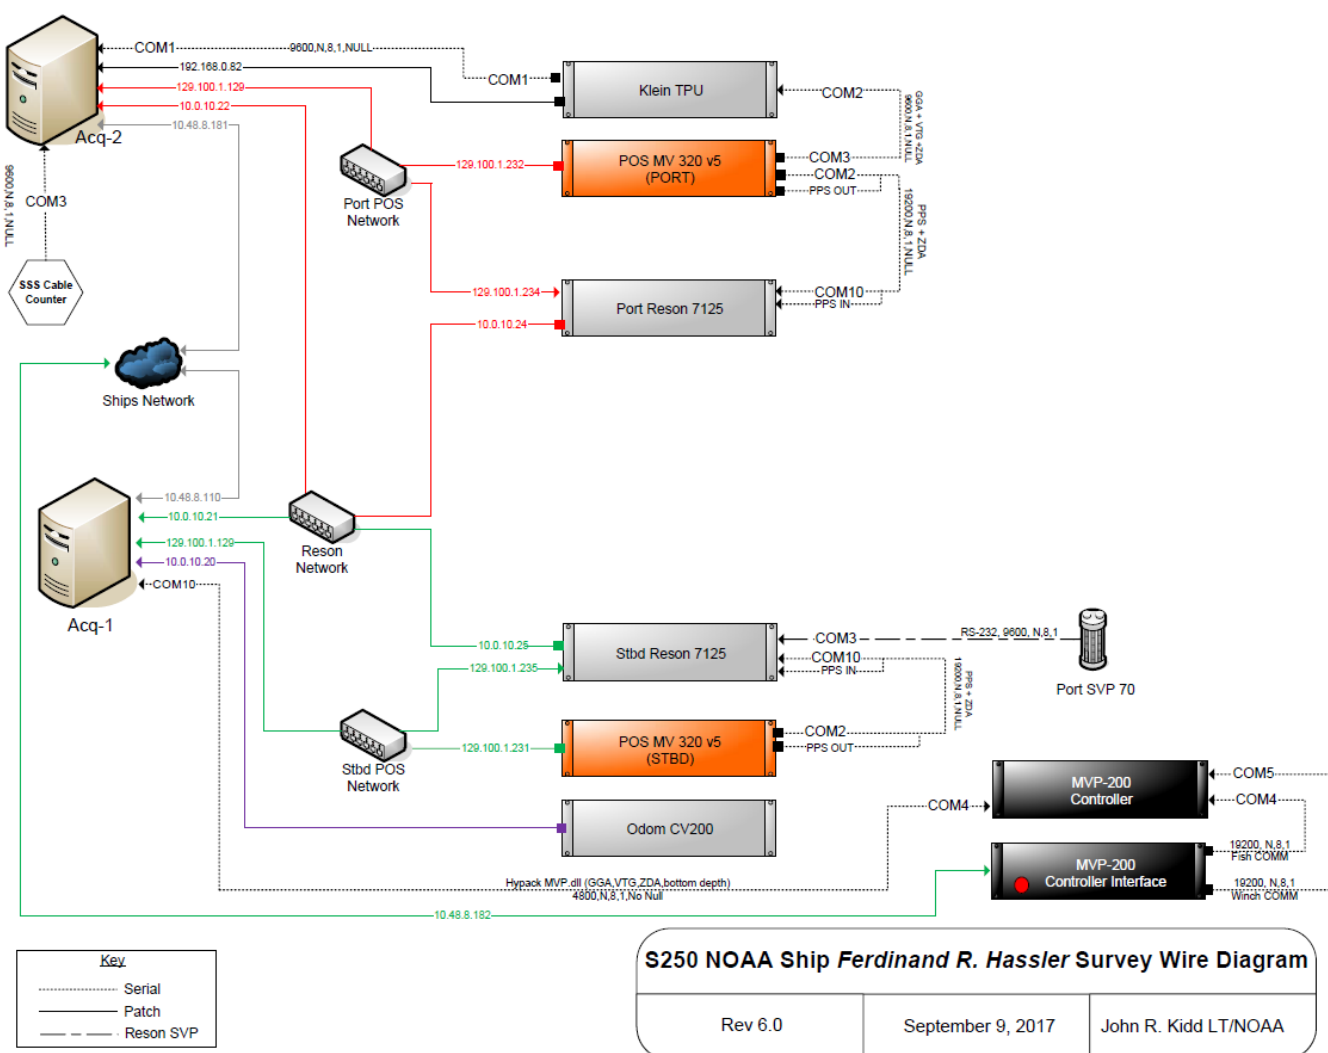 COM1
9600,N,8,1,NULL
192.168.0.82
129.100.1.129
10.0.10.22
10.48.8.181
Acq-2
COM1
Klein TPU
COM2
GGA + VTG +ZDA
9600,N,8,1,NULL
9600,N,8,1,NULL
COM3
SSS Cable
Counter
Port POS
Network
129.100.1.232
POS MV 320 v5
(PORT)
COM3
COM2
PPS OUT
PPS + ZDA
19200,N,8,1,NULL
129.100.1.234
10.0.10.24
Port Reson 7125
COM10
PPS IN
Ships Network
10.48.8.110
10.0.10.21
129.100.1.129
10.0.10.20
COM10
Acq-1
Reson
Network
10.0.10.25
129.100.1.235
Stbd Reson 7125
COM3
COM10
PPS IN
RS-232, 9600, N,8,1
Port SVP 70
PPS + ZDA
19200,N,8,1,NULL
Stbd POS
Network
129.100.1.231
POS MV 320 v5
(STBD)
COM2
PPS OUT
Odom CV200
COM4
MVP-200
Controller
COM5
COM4
19200, N,8,1
Fish COMM
MVP-200
Controller Interface
19200, N,8,1
Winch COMM
Hypack MVP.dll (GGA,VTG,ZDA,bottom depth)
4800,N,8,1,No Null
10.48.8.182
Key
Serial
Patch
Reson SVP
S250 NOAA Ship Ferdinand R. Hassler Survey Wire Diagram
Rev 6.0
September 9, 2017
John R. Kidd LT/NOAA